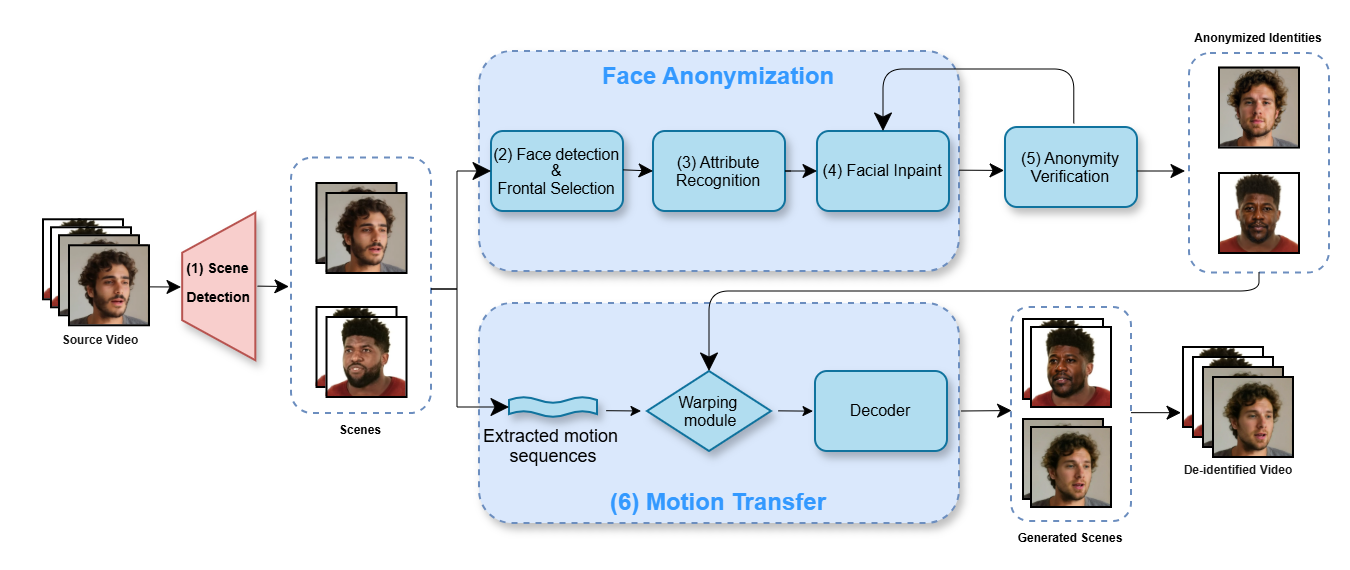 Anonymized Identities
Face Anonymization
(2) Face detection
&
Frontal Selection
(3) Attribute
Recognition
(4) Facial Inpaint
(5) Anonymity
Verification
(1) Scene
Detection
Source Video
Scenes
Extracted motion
sequences
Warping
module
Decoder
(6) Motion Transfer
Generated Scenes
De-identified Video